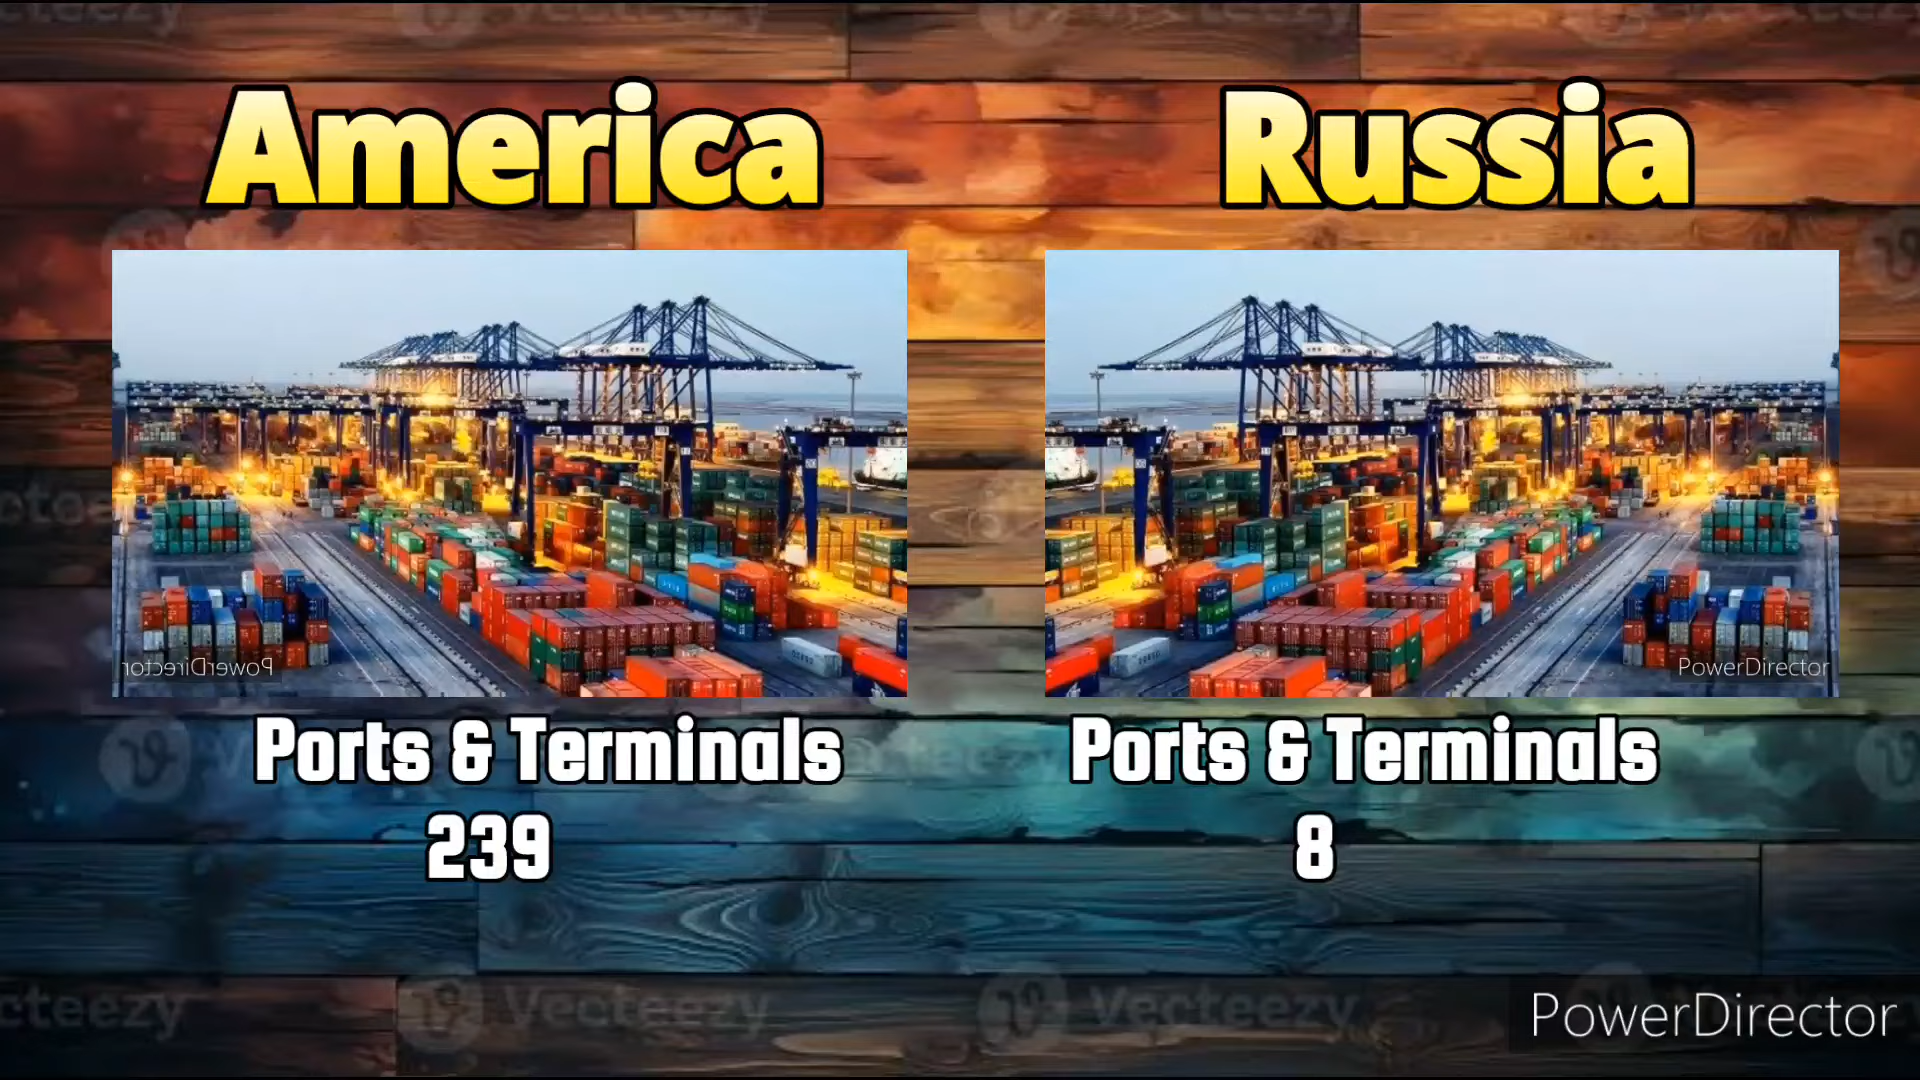 America
Russia
PowerDirector
PowerDirector
Ports & Terminals
239
Ports & Terminals
8
Vecteezy
Vecteezy
PowerDirector